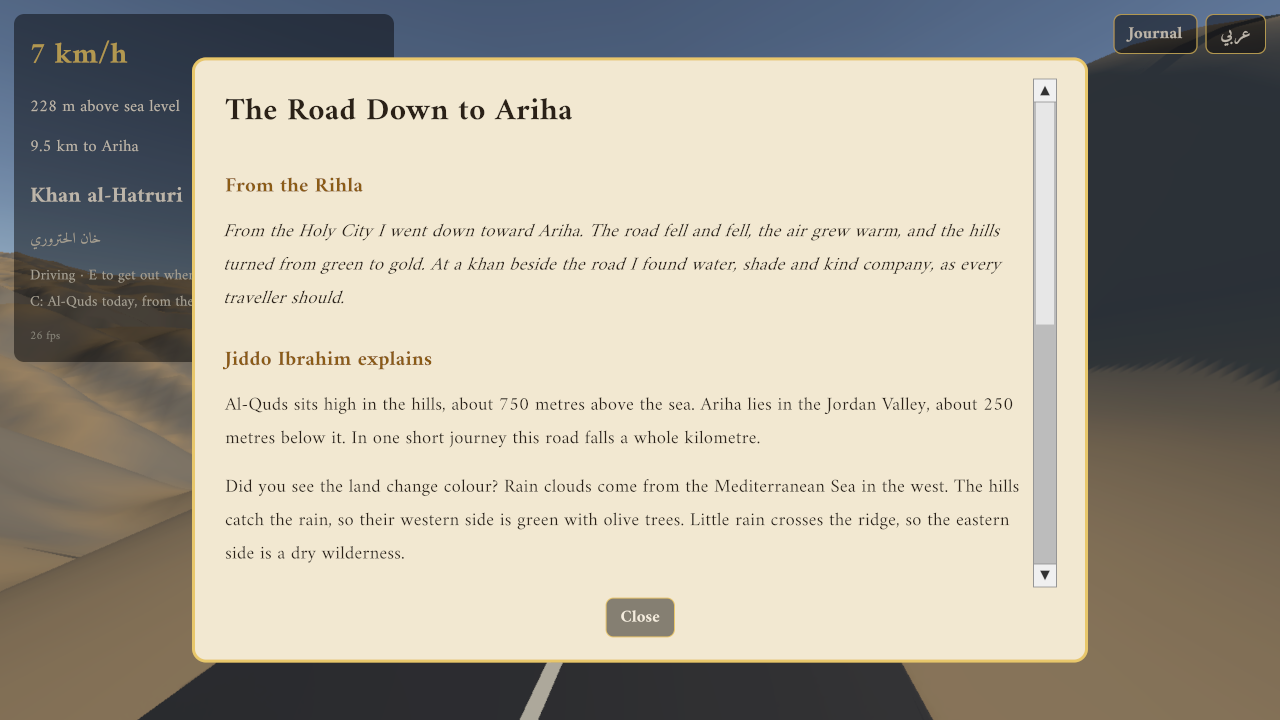 7 km/h
228 m above sea level
9.5 km to Ariha
Khan al-Hatruri
خان الحتروري
Driving · E to get out when
C: Al-Quds today, from the
26 fps
Journal
عربي
The Road Down to Ariha
From the Rihla
From the Holy City I went down toward Ariha. The road fell and fell, the air grew warm, and the hills
turned from green to gold. At a khan beside the road I found water, shade and kind company, as every
traveller should.
Jiddo Ibrahim explains
Al-Quds sits high in the hills, about 750 metres above the sea. Ariha lies in the Jordan Valley, about 250
metres below it. In one short journey this road falls a whole kilometre.
Did you see the land change colour? Rain clouds come from the Mediterranean Sea in the west. The hills
catch the rain, so their western side is green with olive trees. Little rain crosses the ridge, so the eastern
side is a dry wilderness.
Close